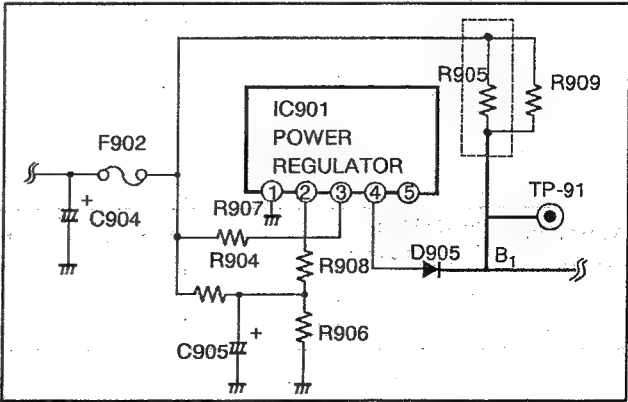 R905
R909
IC901
POWER
REGULATOR
F902
1 2 3 4 5
+
C904
R907
TP-91
R904
D905
B1
R908
+
C905
R906